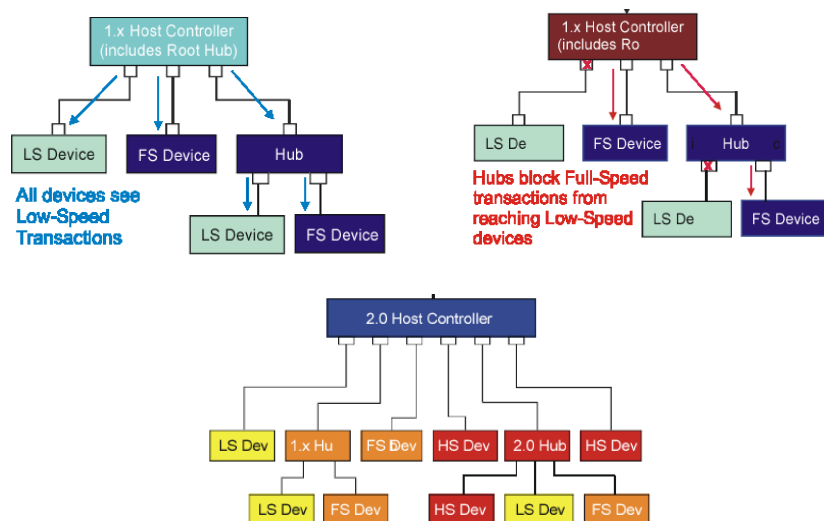 1.x Host Controller
(includes Root Hub)
LS Device
FS Device
Hub
All devices see
Low-Speed
Transactions
LS Device
FS Device
1.x Host Controller
(includes Ro
LS De
FS Device
Hub
Hubs block Full-Speed
transactions from
reaching Low-Speed
devices
LS De
FS Device
2.0 Host Controller
LS Dev
1.x Hu
FS Dev
HS Dev
2.0 Hub
HS Dev
LS Dev
FS Dev
HS Dev
LS Dev
FS Dev